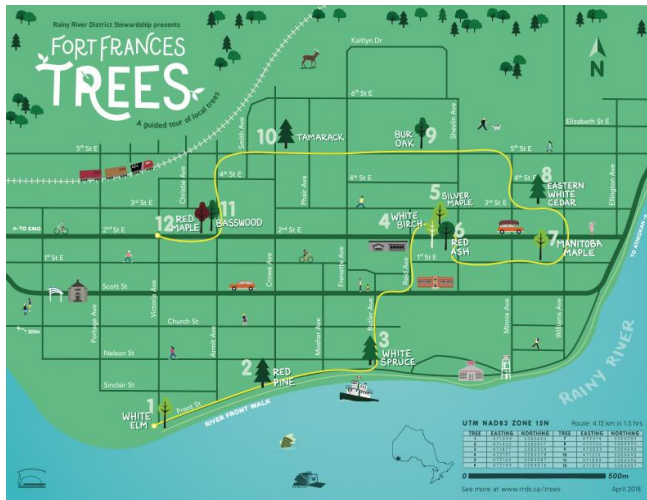 Rainy River District Stewardship presents
FORT FRANCES
TREES
A guided tour of local trees
N
Kaitlyn Dr
6th St E
Elizabeth St E
5th St E
5th St E
Smith Ave
Shevlin Ave
10 TAMARACK
BUR OAK 9
4th St E
4th St E
Christie Ave
Phair Ave
8 EASTERN WHITE CEDAR
Ellington Ave
3rd St E
3rd St E
12 RED MAPLE
11 BASSWOOD
5 SILVER MAPLE
4 WHITE BIRCH
6 RED ASH
7 MANITOBA MAPLE
← TO EMO
2nd St E
2nd St E
TO ATIKOKAN →
1st St E
1st St E
Crowe Ave
Frenette Ave
Reid Ave
Scott St
Portage Ave
Victoria Ave
Armit Ave
Mosher Ave
Butler Ave
Minnie Ave
Williams Ave
Church St
Nelson St
3 WHITE SPRUCE
2 RED PINE
Sinclair St
1 WHITE ELM
Front St
RIVER FRONT WALK
RAINY RIVER
UTM NAD83 ZONE 15N
Route: 4.12 km in 1.5 hrs
TREE EASTING NORTHING TREE EASTING NORTHING
0 500m
See more at www.rrds.ca/trees
April 2018